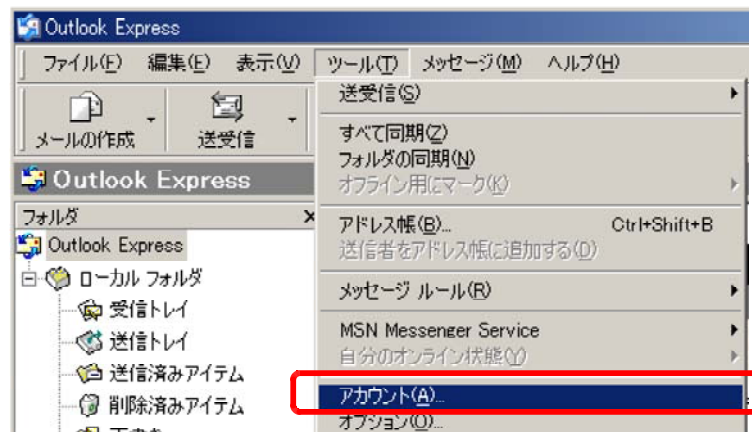 Outlook Express
ファイル(F) 編集(E) 表示(V) ツール(T) メッセージ(M) ヘルプ(H)
メールの作成 送受信
Outlook Express
フォルダ ×
Outlook Express
ローカル フォルダ
受信トレイ
送信トレイ
送信済みアイテム
削除済みアイテム
送受信(S)
すべて同期(Z)
フォルダの同期(N)
オフライン用にマーク(K)
アドレス帳(B)... Ctrl+Shift+B
送信者をアドレス帳に追加する(D)
メッセージ ルール(R)
MSN Messenger Service
自分のオンライン状態(Y)
アカウント(A)...
オプション(O)...